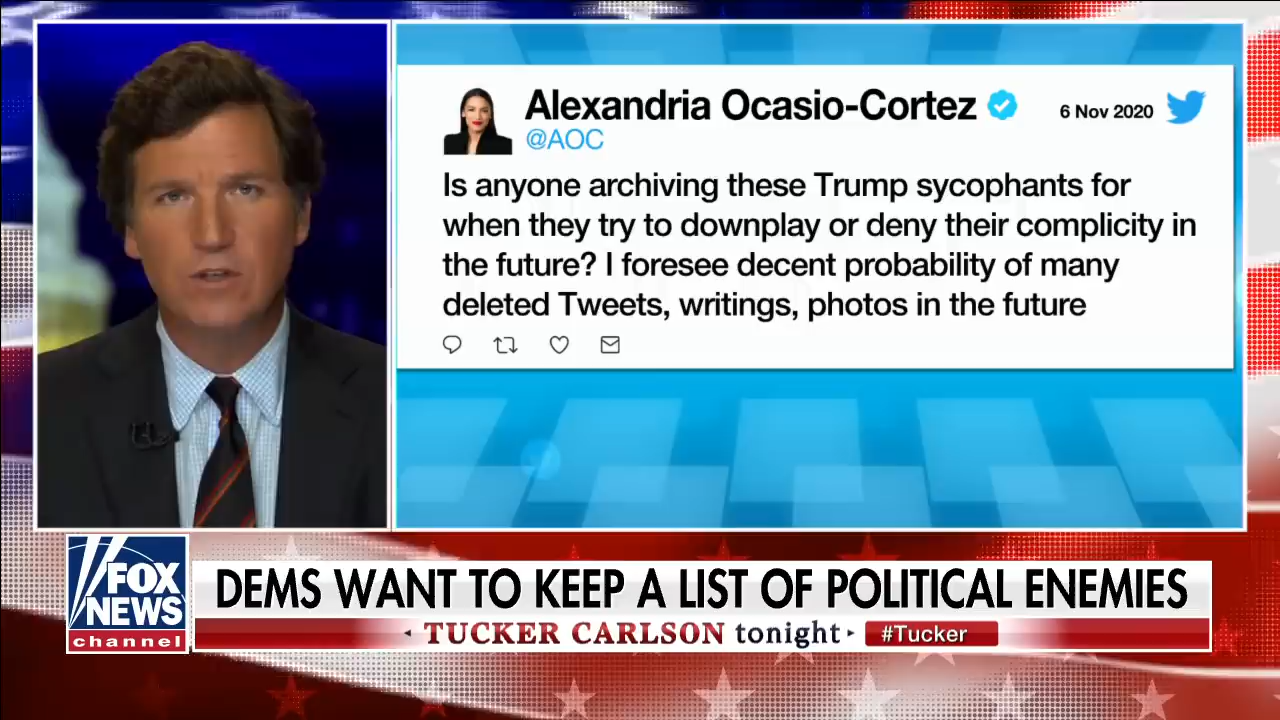 Alexandria Ocasio-Cortez
6 Nov 2020
@AOC
Is anyone archiving these Trump sycophants for
when they try to downplay or deny their complicity in
the future? I foresee decent probability of many
deleted Tweets, writings, photos in the future
FOX
NEWS
channel
DEMS WANT TO KEEP A LIST OF POLITICAL ENEMIES
TUCKER CARLSON tonight
#Tucker